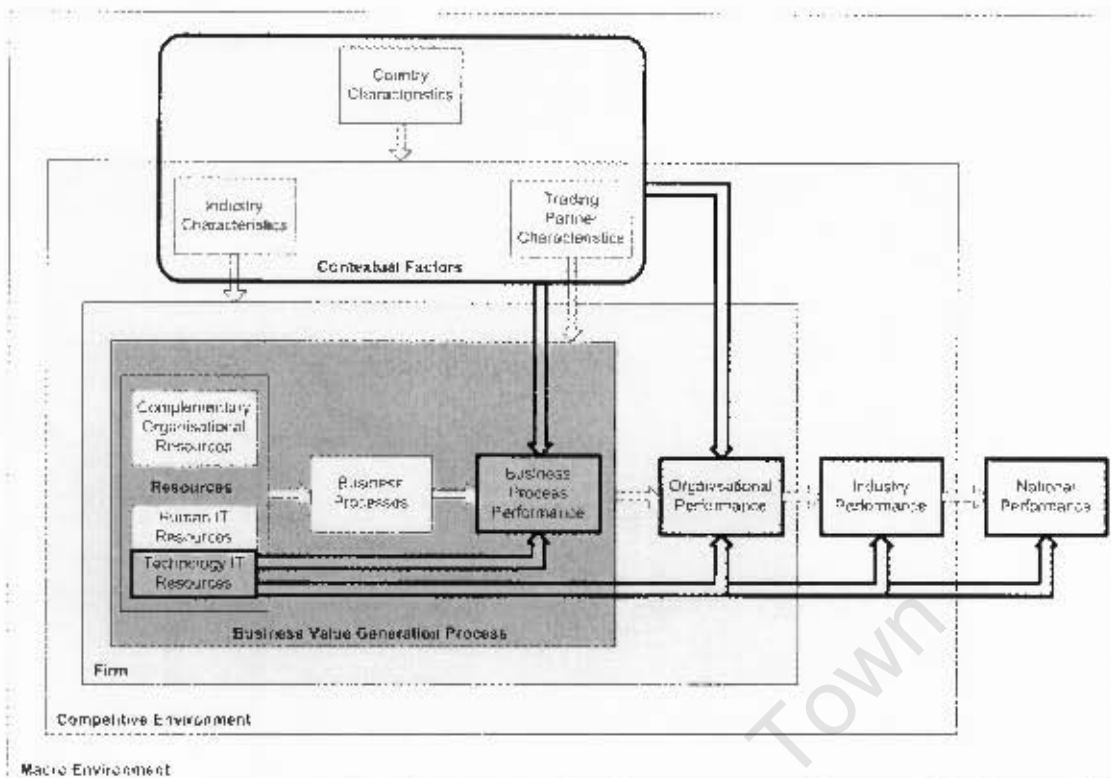 Country
Characteristics
Industry
Characteristics
Trading
Partner
Characteristics
Contextual Factors
Complementary
Organisational
Resources
Resources
Human IT
Resources
Technology IT
Resources
Business
Processes
Business
Process
Performance
Organisational
Performance
Industry
Performance
National
Performance
Business Value Generation Process
Firm
Competitive Environment
Macro Environment
Town